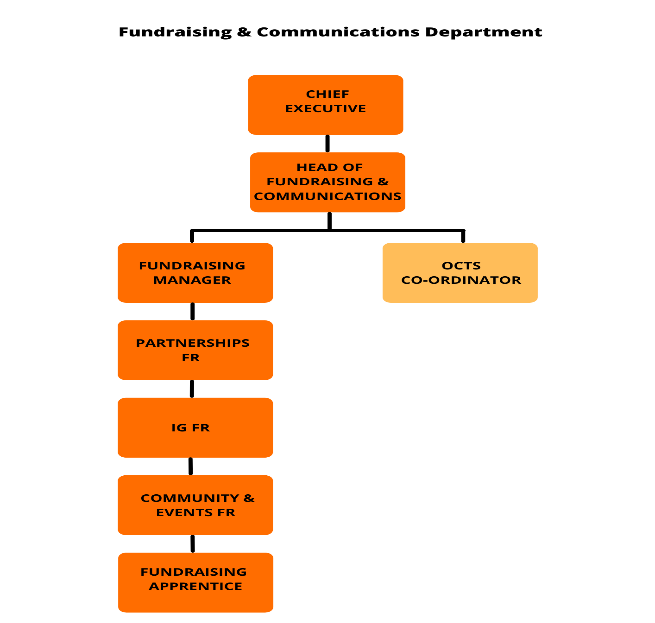 Fundraising & Communications Department
CHIEF
EXECUTIVE
HEAD OF
FUNDRAISING &
COMMUNICATIONS
FUNDRAISING
MANAGER
OCTS
CO-ORDINATOR
PARTNERSHIPS
FR
IG FR
COMMUNITY &
EVENTS FR
FUNDRAISING
APPRENTICE